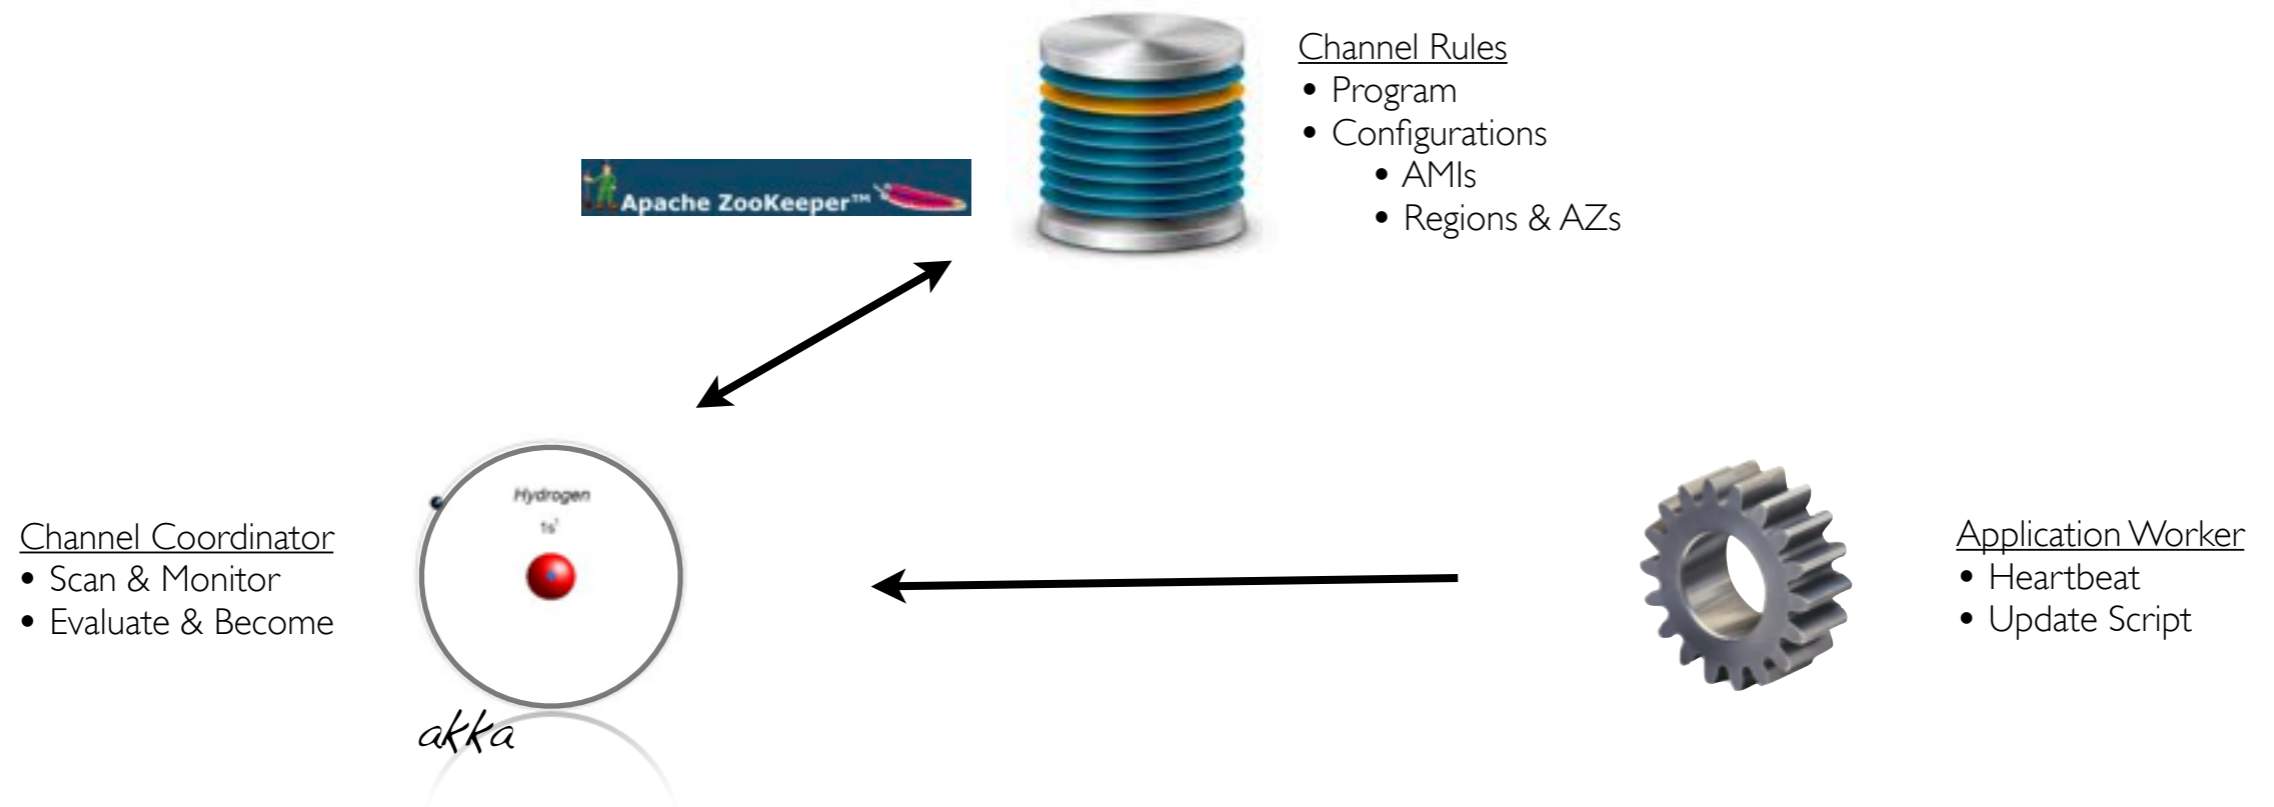 Channel Rules
• Program
• Configurations
• AMIs
• Regions & AZs
Apache ZooKeeper™
Hydrogen
1s¹
Channel Coordinator
• Scan & Monitor
• Evaluate & Become
akka
Application Worker
• Heartbeat
• Update Script